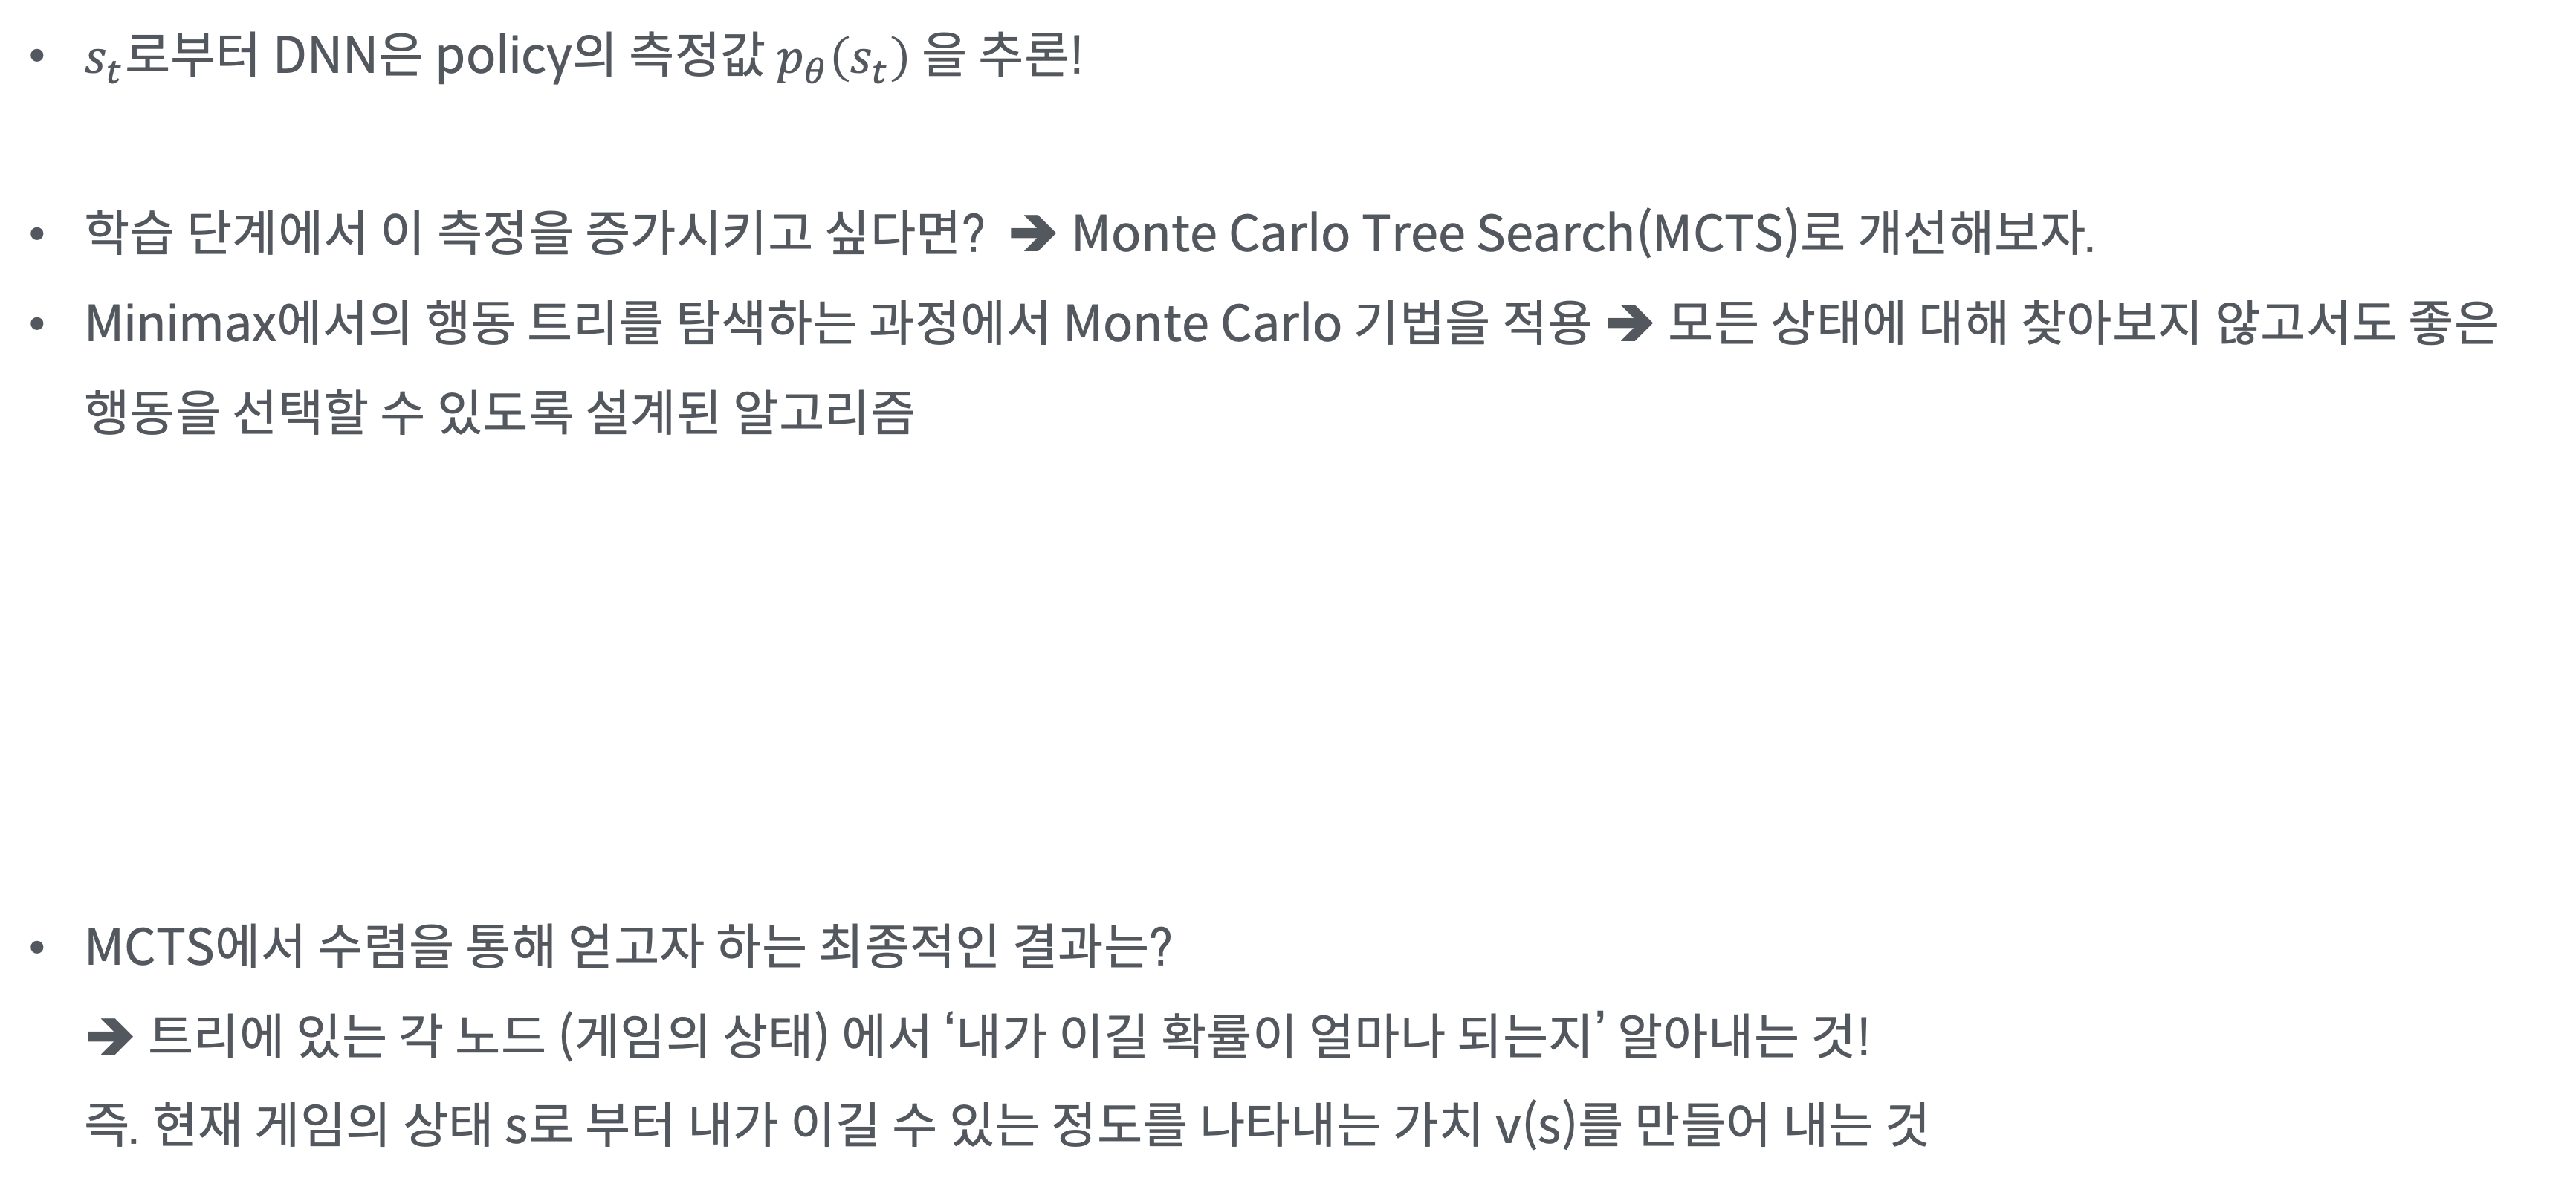 • s_t로부터 DNN은 policy의 측정값 p_θ(s_t) 을 추론!
• 학습 단계에서 이 측정을 증가시키고 싶다면? ➔ Monte Carlo Tree Search(MCTS)로 개선해보자.
• Minimax에서의 행동 트리를 탐색하는 과정에서 Monte Carlo 기법을 적용 ➔ 모든 상태에 대해 찾아보지 않고서도 좋은
행동을 선택할 수 있도록 설계된 알고리즘
• MCTS에서 수렴을 통해 얻고자 하는 최종적인 결과는?
➔ 트리에 있는 각 노드 (게임의 상태) 에서 ‘내가 이길 확률이 얼마나 되는지’ 알아내는 것!
즉. 현재 게임의 상태 s로 부터 내가 이길 수 있는 정도를 나타내는 가치 v(s)를 만들어 내는 것